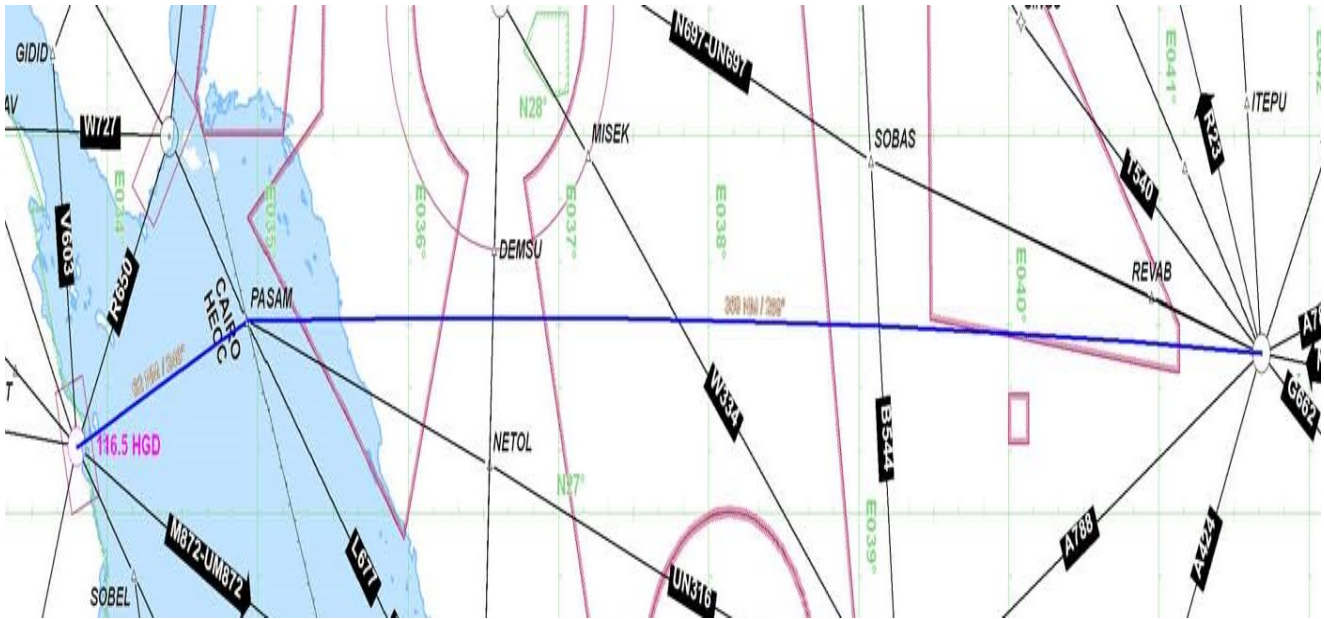 GIDID
AV
W727
V603
R650
E034°
E035°
CAIRO
HECC
PASAM
116.5 HGD
M872-UM872
SOBEL
L677
N28°
MISEK
DEMSU
E036°
E037°
NETOL
N27°
UN316
W334
N697-UN697
E038°
SOBAS
B544
E039°
E040°
T540
REVAB
E041°
R23
ITEPU
E042
A788
A424
G662
T